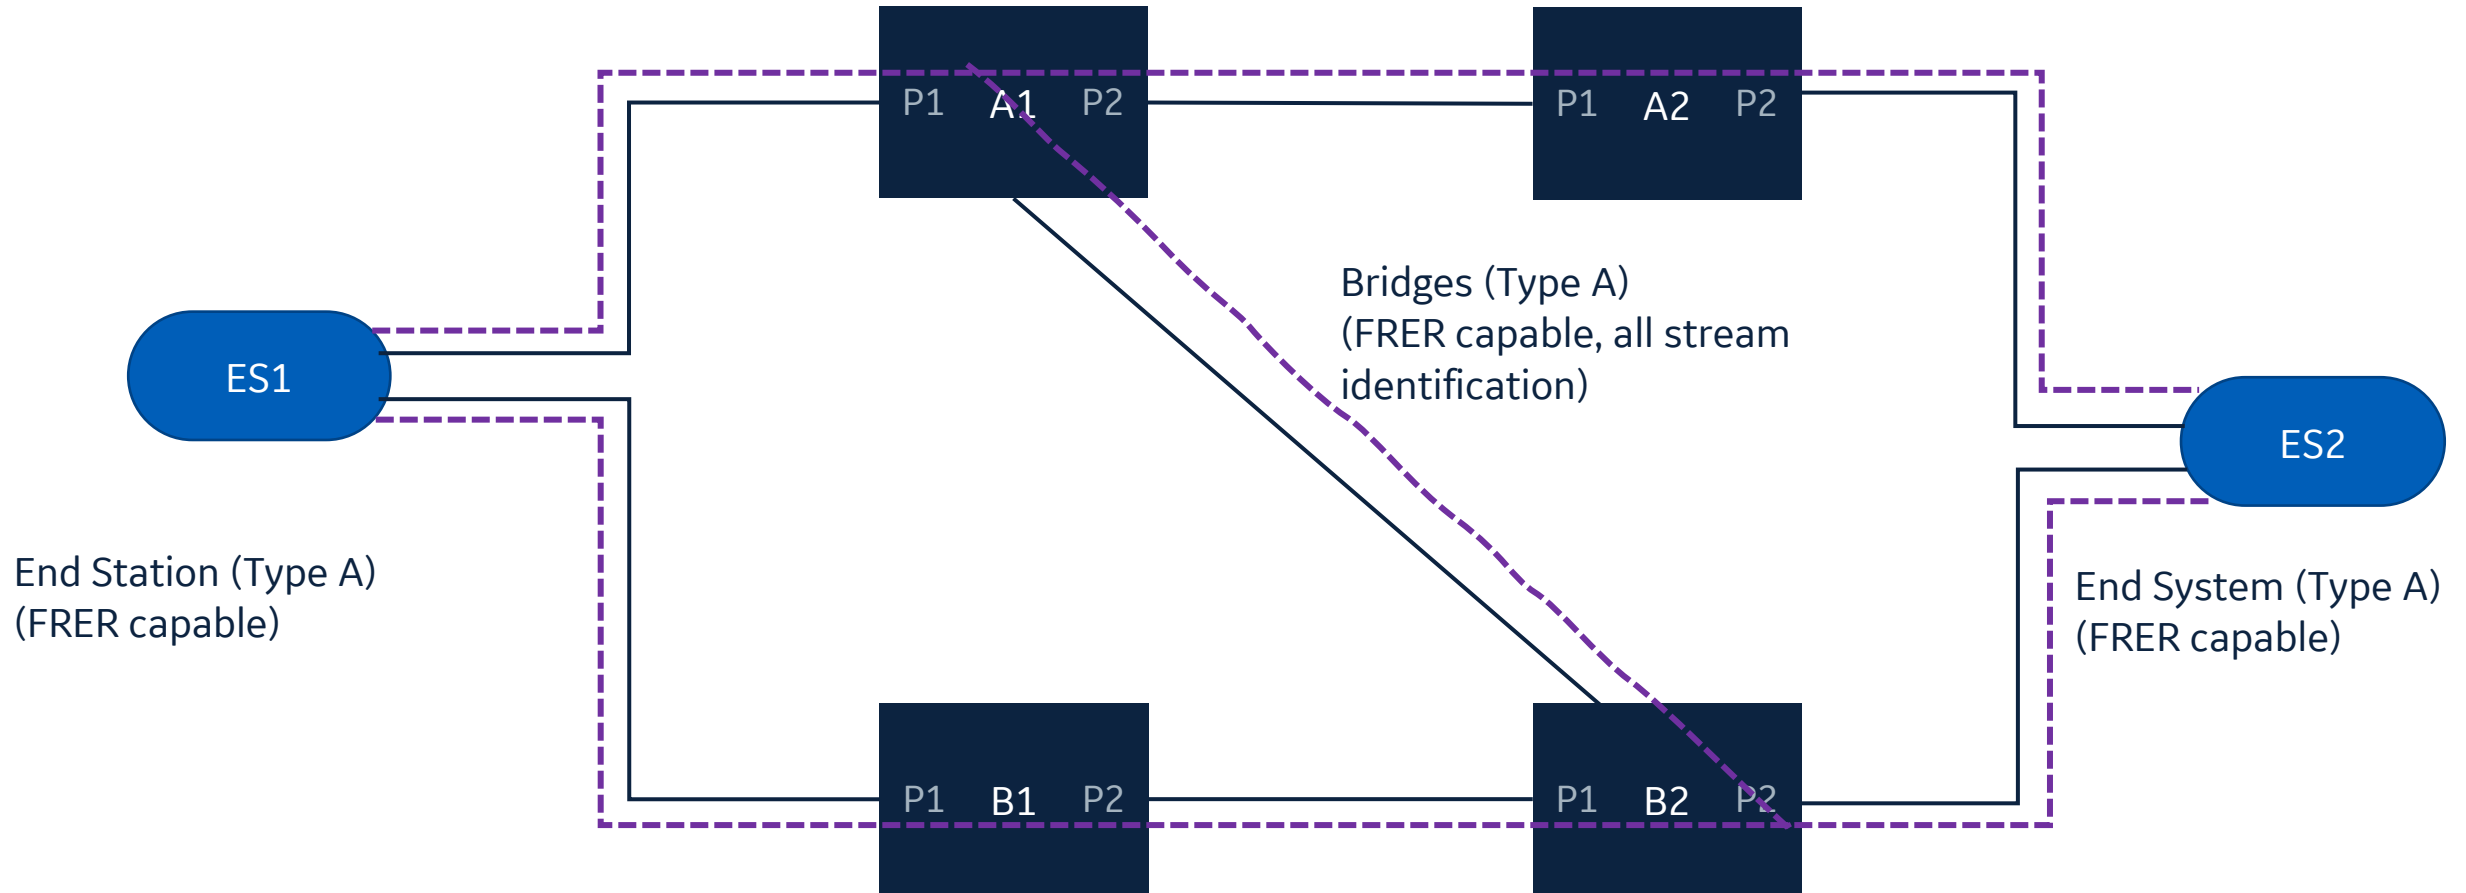 P1 A1 P2
P1 A2 P2
Bridges (Type A)
(FRER capable, all stream
identification)
ES1
ES2
End Station (Type A)
(FRER capable)
End System (Type A)
(FRER capable)
P1 B1 P2
P1 B2 P2